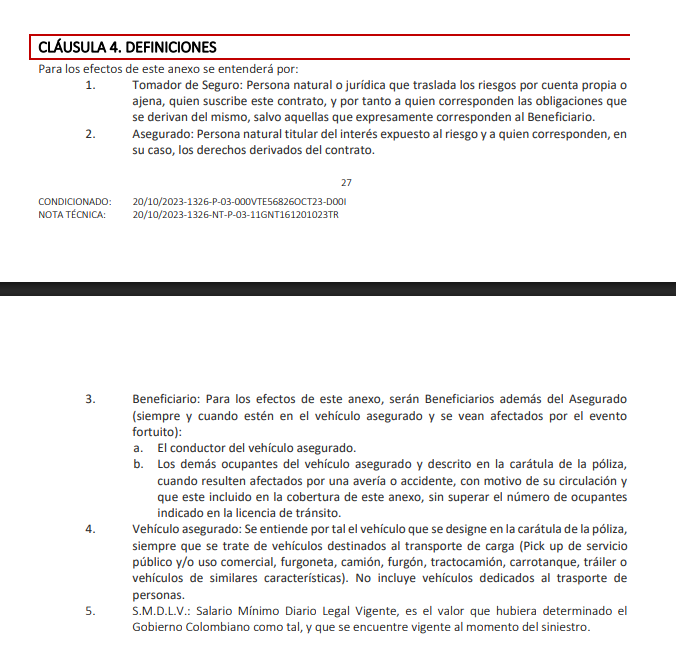 CLÁUSULA 4. DEFINICIONES
Para los efectos de este anexo se entenderá por:
1. Tomador de Seguro: Persona natural o jurídica que traslada los riesgos por cuenta propia o
ajena, quien suscribe este contrato, y por tanto a quien corresponden las obligaciones que
se derivan del mismo, salvo aquellas que expresamente corresponden al Beneficiario.
2. Asegurado: Persona natural titular del interés expuesto al riesgo y a quien corresponden, en
su caso, los derechos derivados del contrato.
27
CONDICIONADO: 20/10/2023-1326-P-03-000VTE56826OCT23-D00I
NOTA TÉCNICA: 20/10/2023-1326-NT-P-03-11GNT161201023TR
3. Beneficiario: Para los efectos de este anexo, serán Beneficiarios además del Asegurado
(siempre y cuando estén en el vehículo asegurado y se vean afectados por el evento
fortuito):
a. El conductor del vehículo asegurado.
b. Los demás ocupantes del vehículo asegurado y descrito en la carátula de la póliza,
cuando resulten afectados por una avería o accidente, con motivo de su circulación y
que este incluido en la cobertura de este anexo, sin superar el número de ocupantes
indicado en la licencia de tránsito.
4. Vehículo asegurado: Se entiende por tal el vehículo que se designe en la carátula de la póliza,
siempre que se trate de vehículos destinados al transporte de carga (Pick up de servicio
público y/o uso comercial, furgoneta, camión, furgón, tractocamión, carrotanque, tráiler o
vehículos de similares características). No incluye vehículos dedicados al trasporte de
personas.
5. S.M.D.L.V.: Salario Mínimo Diario Legal Vigente, es el valor que hubiera determinado el
Gobierno Colombiano como tal, y que se encuentre vigente al momento del siniestro.